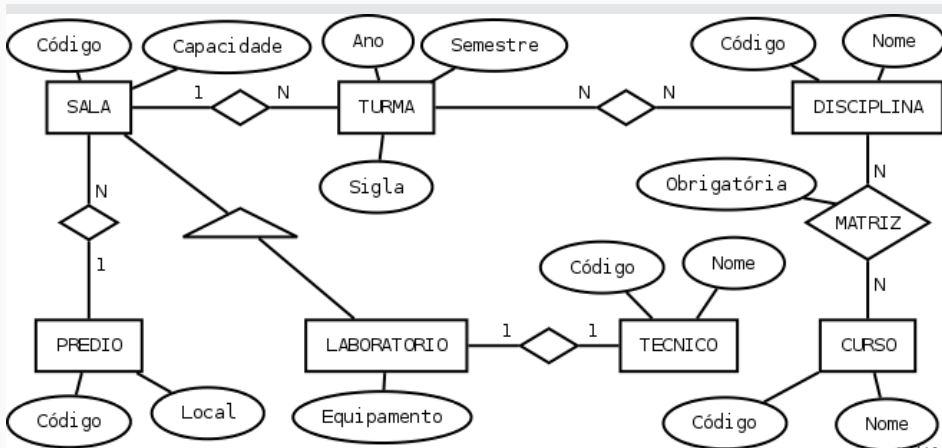 Código
Capacidade
Ano
Semestre
Código
Nome
SALA
1
N
TURMA
N
N
DISCIPLINA
Sigla
N
N
Obrigatória
MATRIZ
1
Código
Nome
N
PREDIO
LABORATORIO
1
1
TECNICO
CURSO
Código
Local
Equipamento
Código
Nome